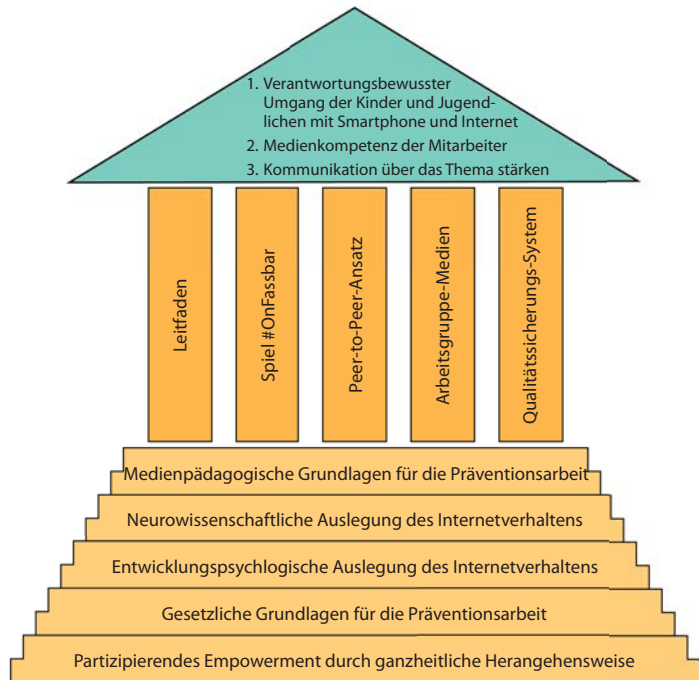 1. Verantwortungsbewusster
Umgang der Kinder und Jugend-
lichen mit Smartphone und Internet
2. Medienkompetenz der Mitarbeiter
3. Kommunikation über das Thema stärken
Leitfaden
Spiel #OnFassbar
Peer-to-Peer-Ansatz
Arbeitsgruppe-Medien
Qualitätssicherungs-System
Medienpädagogische Grundlagen für die Präventionsarbeit
Neurowissenschaftliche Auslegung des Internetverhaltens
Entwicklungspsychlogische Auslegung des Internetverhaltens
Gesetzliche Grundlagen für die Präventionsarbeit
Partizipierendes Empowerment durch ganzheitliche Herangehensweise